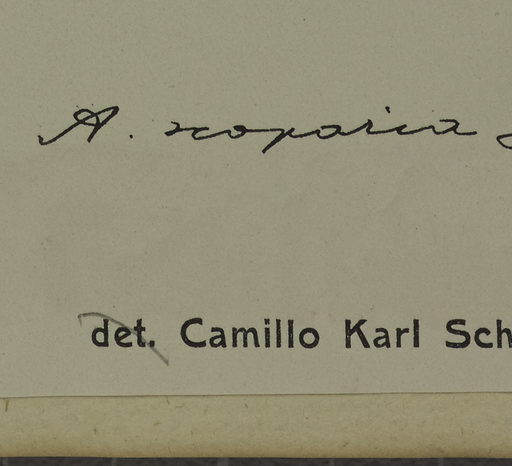 A. scoparia
det. Camillo Karl Sch